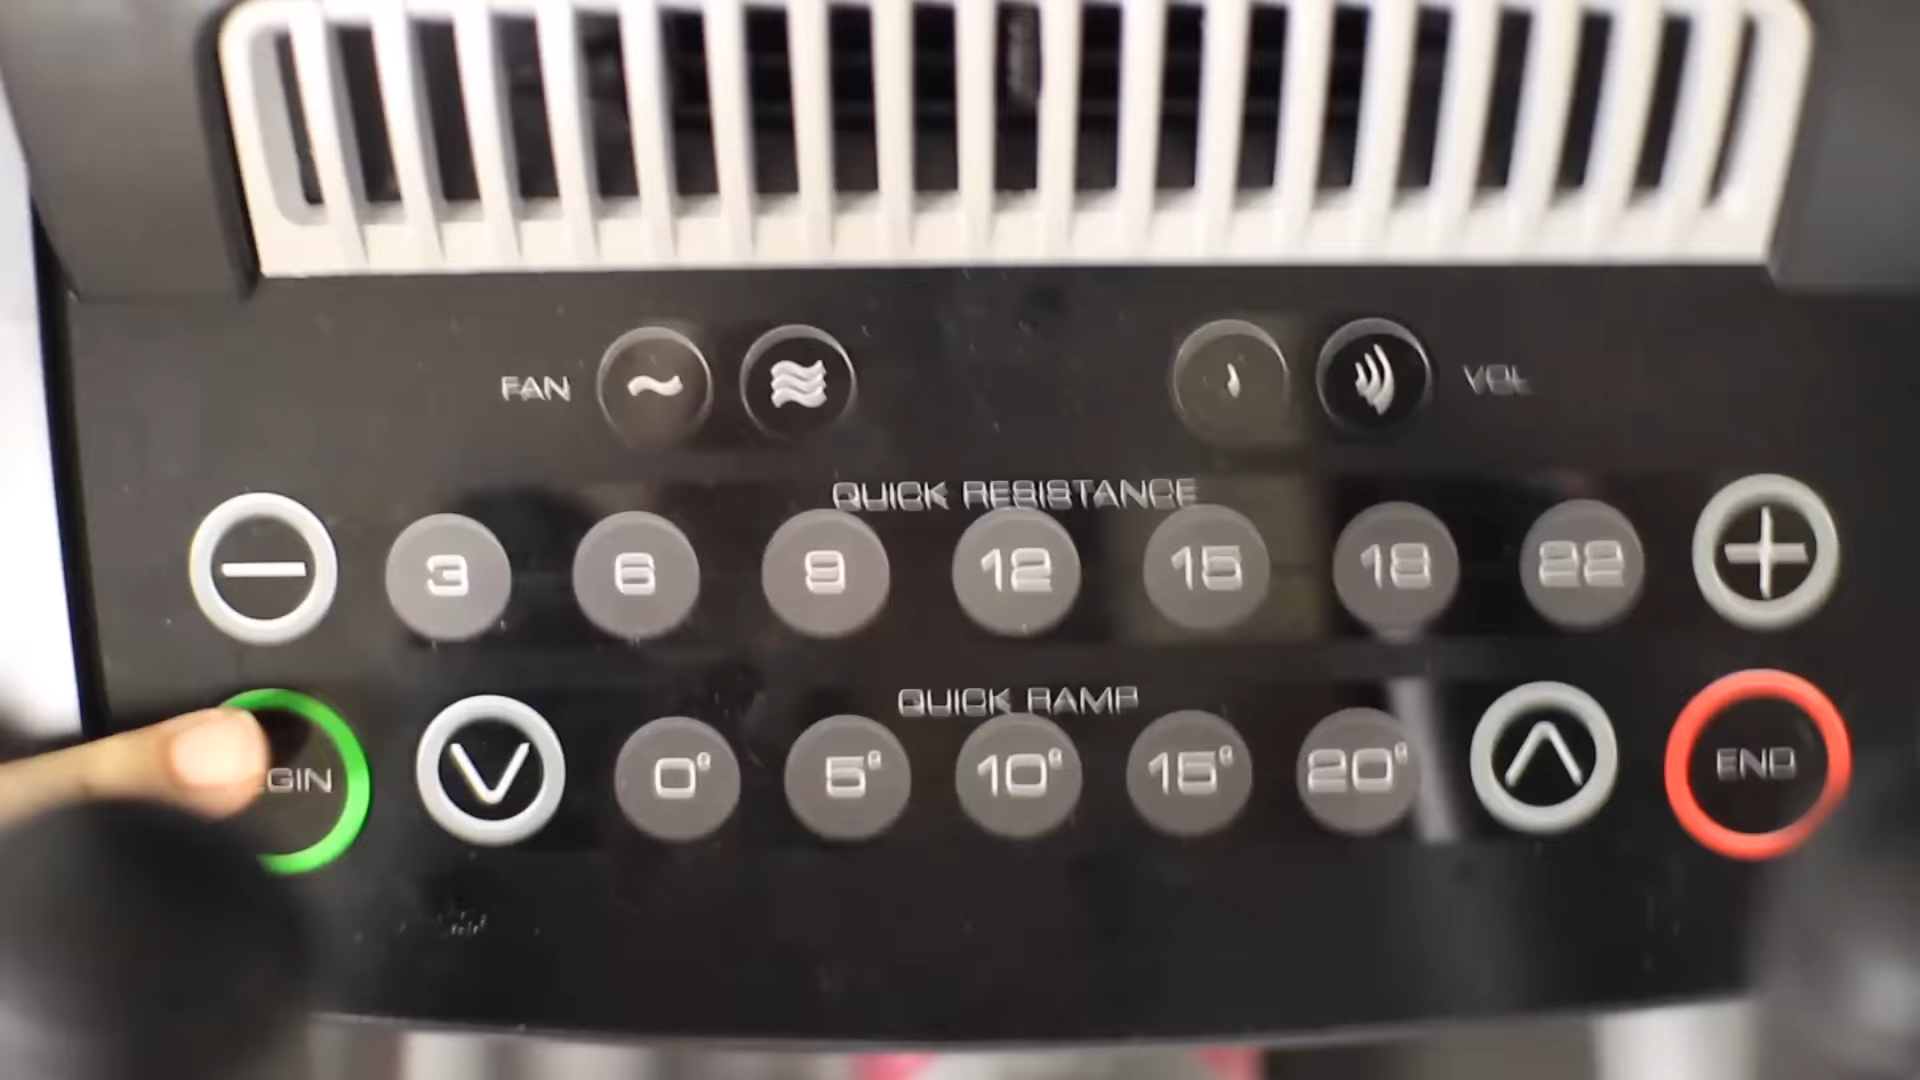 FAN
VOL
QUICK RESISTANCE
3 6 9 12 15 18 22
QUICK RAMP
0° 5° 10° 15° 20°
END